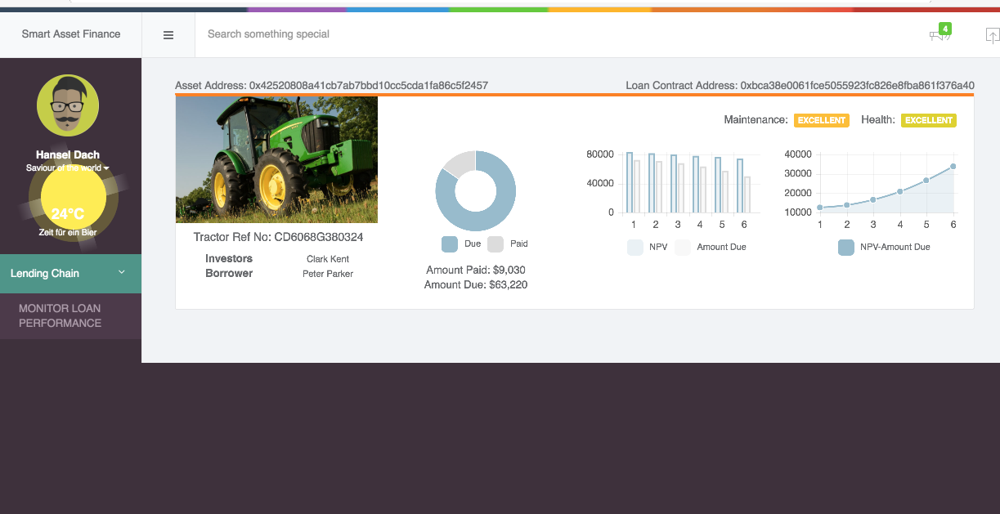 Smart Asset Finance
Search something special
4
Hansel Dach
Saviour of the world
24°C
Zeit für ein Bier
Lending Chain
MONITOR LOAN
PERFORMANCE
Asset Address: 0x42520808a41cb7ab7bbd10cc5cda1fa86c5f2457
Loan Contract Address: 0xbca38e0061fce5055923fc826e8fba861f376a40
Maintenance: EXCELLENT Health: EXCELLENT
Tractor Ref No: CD6068G380324
Investors Clark Kent
Borrower Peter Parker
Due Paid
Amount Paid: $9,030
Amount Due: $63,220
80000
40000
0
1 2 3 4 5 6
NPV Amount Due
40000
30000
20000
10000
1 2 3 4 5 6
NPV-Amount Due